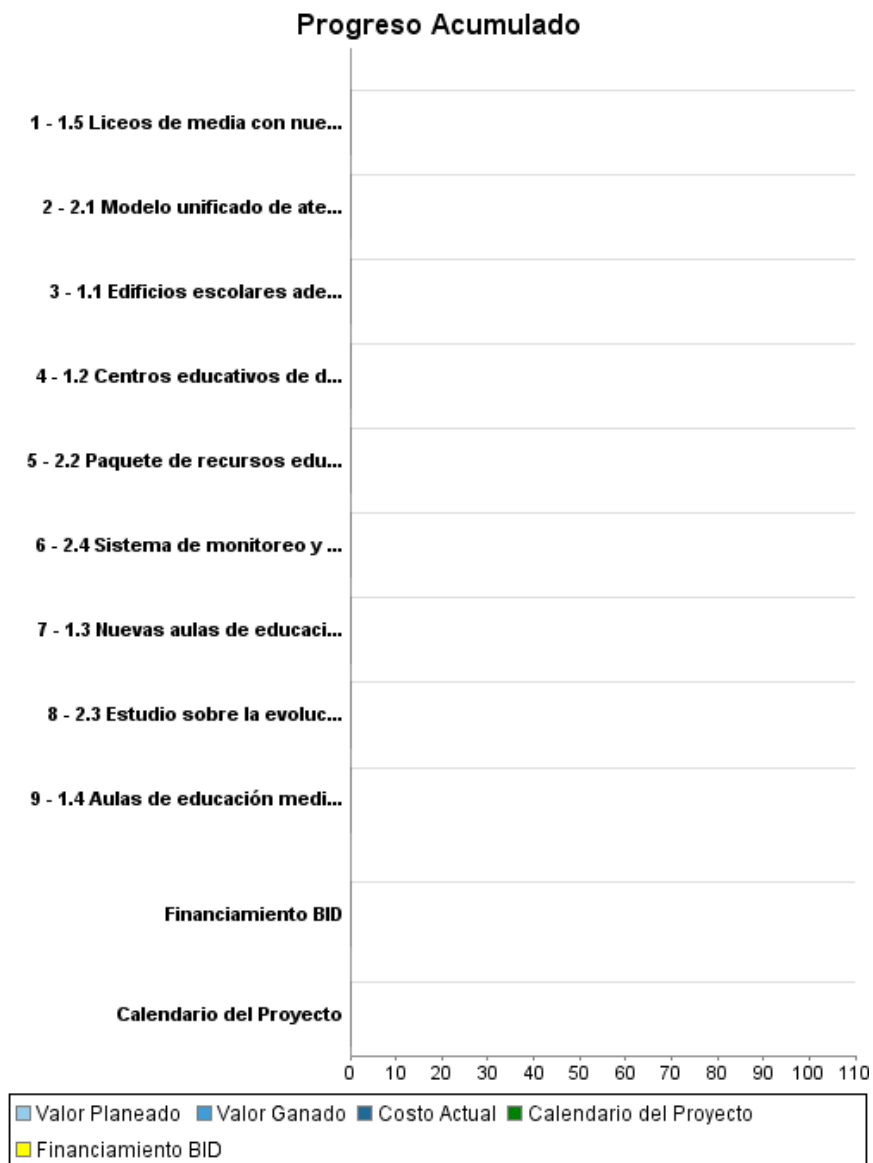 Progreso Acumulado
1 - 1.5 Liceos de media con nue...
2 - 2.1 Modelo unificado de ate...
3 - 1.1 Edificios escolares ade...
4 - 1.2 Centros educativos de d...
5 - 2.2 Paquete de recursos edu...
6 - 2.4 Sistema de monitoreo y ...
7 - 1.3 Nuevas aulas de educaci...
8 - 2.3 Estudio sobre la evoluc...
9 - 1.4 Aulas de educación medi...
Financiamiento BID
Calendario del Proyecto
0 10 20 30 40 50 60 70 80 90 100 110
Valor Planeado Valor Ganado Costo Actual Calendario del Proyecto
Financiamiento BID